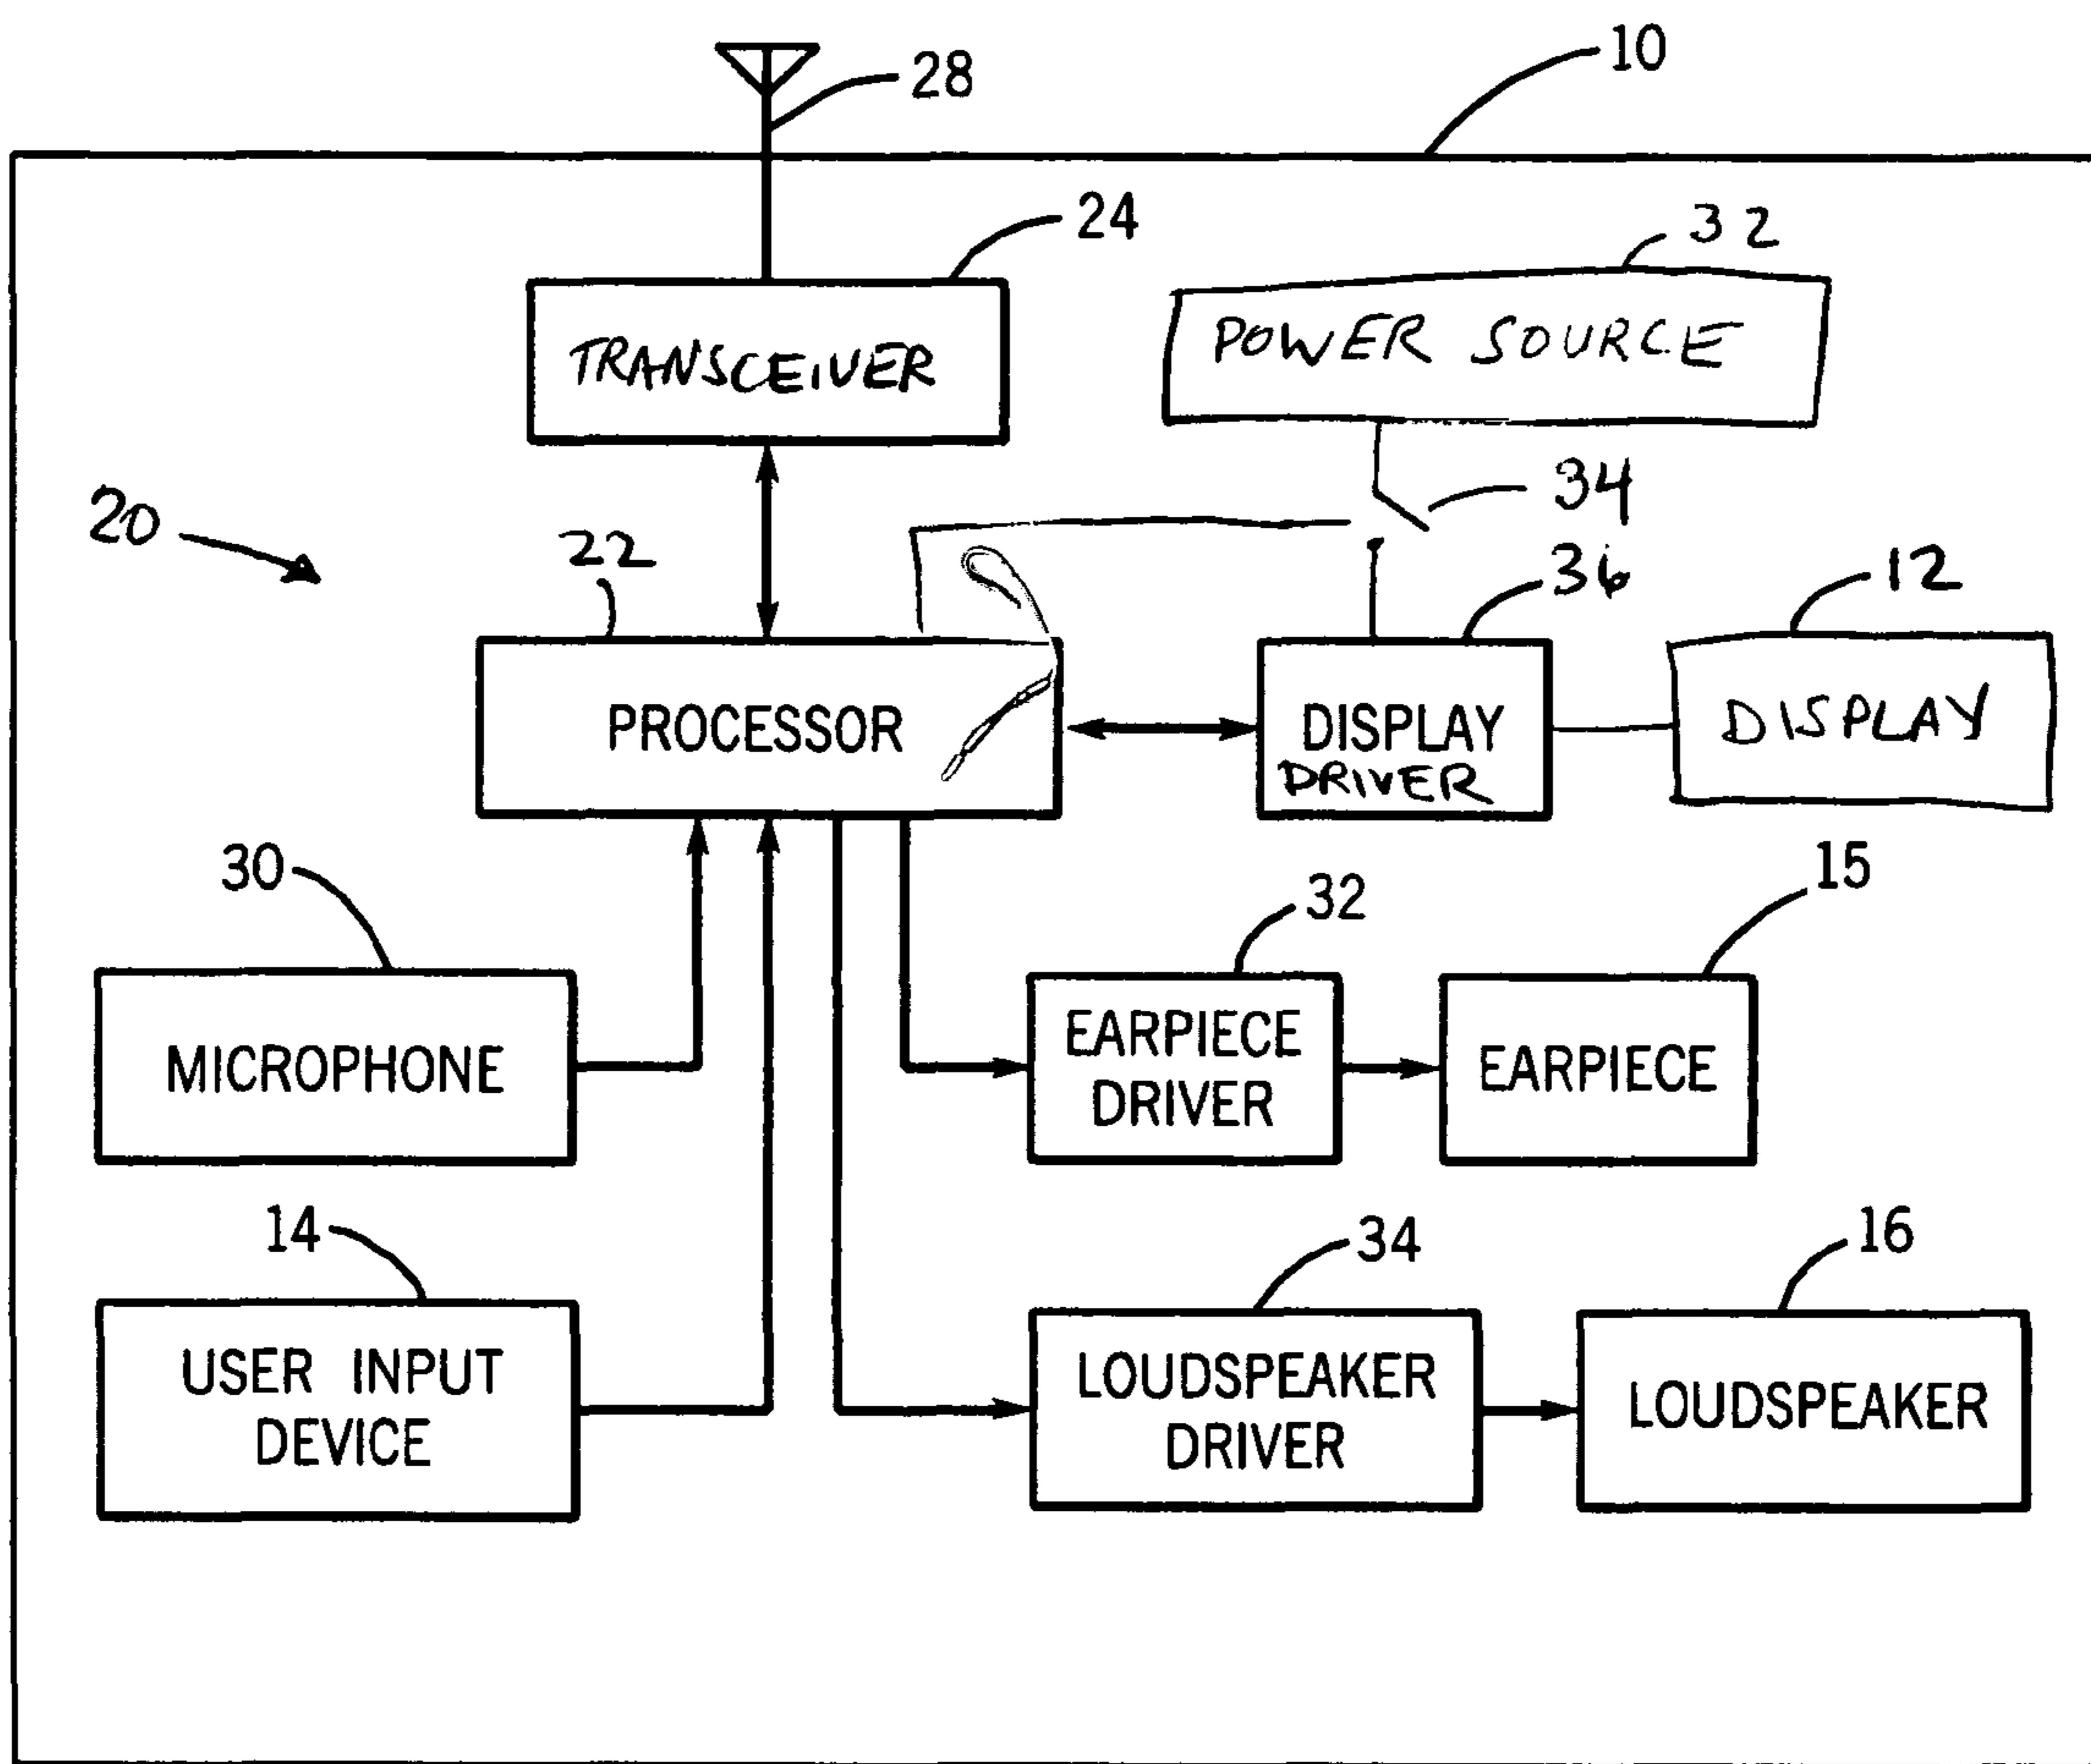 10
28
24
32
TRANSCEIVER
POWER SOURCE
34
20
22
36
12
PROCESSOR
DISPLAY
DRIVER
DISPLAY
30
32
15
MICROPHONE
EARPIECE
DRIVER
EARPIECE
14
34
16
USER INPUT
DEVICE
LOUDSPEAKER
DRIVER
LOUDSPEAKER